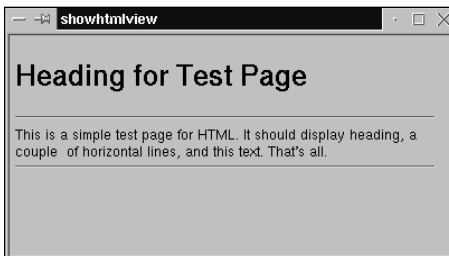 showhtmlview
Heading for Test Page
This is a simple test page for HTML. It should display heading, a
couple  of horizontal lines, and this text. That's all.